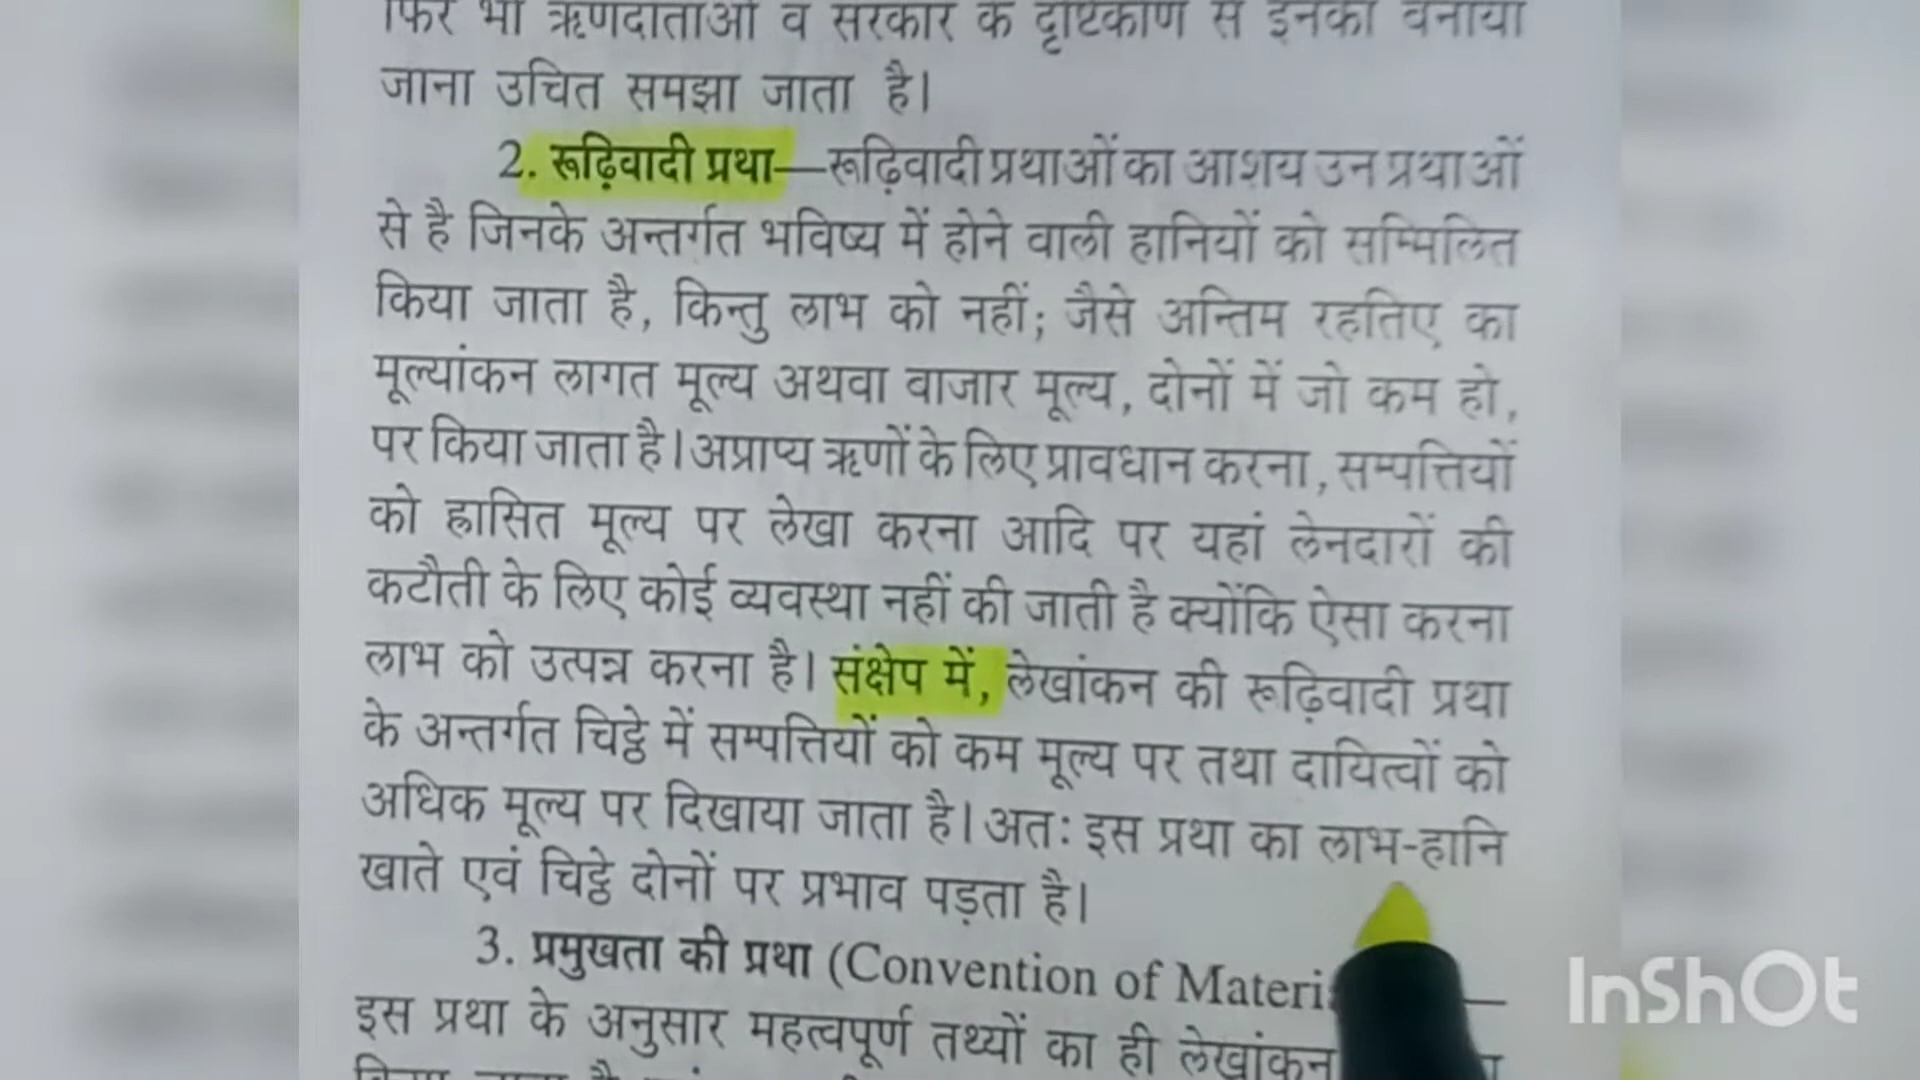 फिर भी ऋणदाताओं व सरकार के दृष्टिकोण से इनका बनाया
जाना उचित समझा जाता है।
2. रूढ़िवादी प्रथा—रूढ़िवादी प्रथाओं का आशय उन प्रथाओं
से है जिनके अन्तर्गत भविष्य में होने वाली हानियों को सम्मिलित
किया जाता है, किन्तु लाभ को नहीं; जैसे अन्तिम रहतिए का
मूल्यांकन लागत मूल्य अथवा बाजार मूल्य, दोनों में जो कम हो,
पर किया जाता है। अप्राप्य ऋणों के लिए प्रावधान करना, सम्पत्तियों
को ह्रासित मूल्य पर लेखा करना आदि पर यहां लेनदारों की
कटौती के लिए कोई व्यवस्था नहीं की जाती है क्योंकि ऐसा करना
लाभ को उत्पन्न करना है। संक्षेप में, लेखांकन की रूढ़िवादी प्रथा
के अन्तर्गत चिट्ठे में सम्पत्तियों को कम मूल्य पर तथा दायित्वों को
अधिक मूल्य पर दिखाया जाता है। अतः इस प्रथा का लाभ-हानि
खाते एवं चिट्ठे दोनों पर प्रभाव पड़ता है।
3. प्रमुखता की प्रथा (Convention of Materi —
इस प्रथा के अनुसार महत्वपूर्ण तथ्यों का ही लेखांकन
InShOt